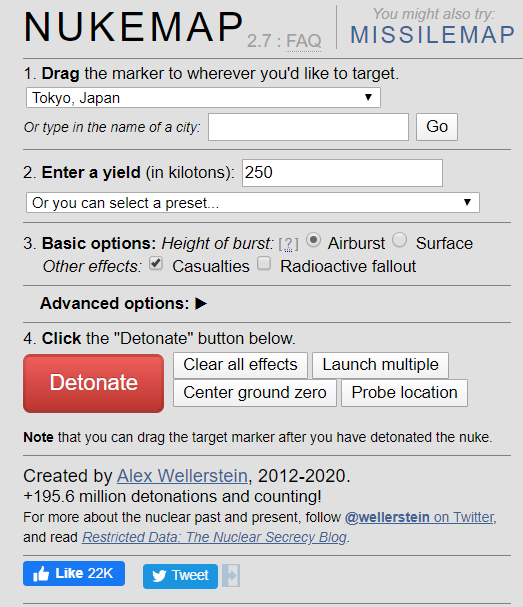 NUKEMAP 2.7 : FAQ
You might also try:
MISSILEMAP
1. Drag the marker to wherever you'd like to target.
Tokyo, Japan
Or type in the name of a city: Go
2. Enter a yield (in kilotons): 250
Or you can select a preset...
3. Basic options: Height of burst: [?] Airburst Surface
Other effects: Casualties Radioactive fallout
Advanced options: ▶
4. Click the "Detonate" button below.
Detonate
Clear all effects Launch multiple
Center ground zero Probe location
Note that you can drag the target marker after you have detonated the nuke.
Created by Alex Wellerstein, 2012-2020.
+195.6 million detonations and counting!
For more about the nuclear past and present, follow @wellerstein on Twitter,
and read Restricted Data: The Nuclear Secrecy Blog.
Like 22K Tweet